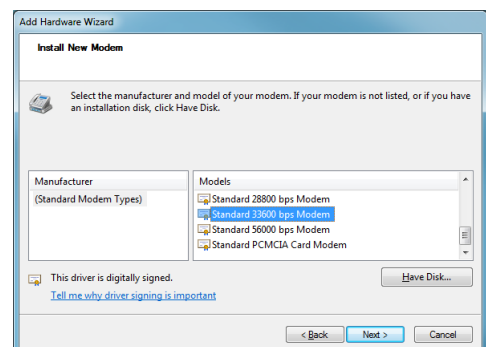 Add Hardware Wizard
Install New Modem
Select the manufacturer and model of your modem. If your modem is not listed, or if you have
an installation disk, click Have Disk.
Manufacturer
(Standard Modem Types)
Models
Standard 28800 bps Modem
Standard 33600 bps Modem
Standard 56000 bps Modem
Standard PCMCIA Card Modem
This driver is digitally signed.
Tell me why driver signing is important
Have Disk...
< Back
Next >
Cancel